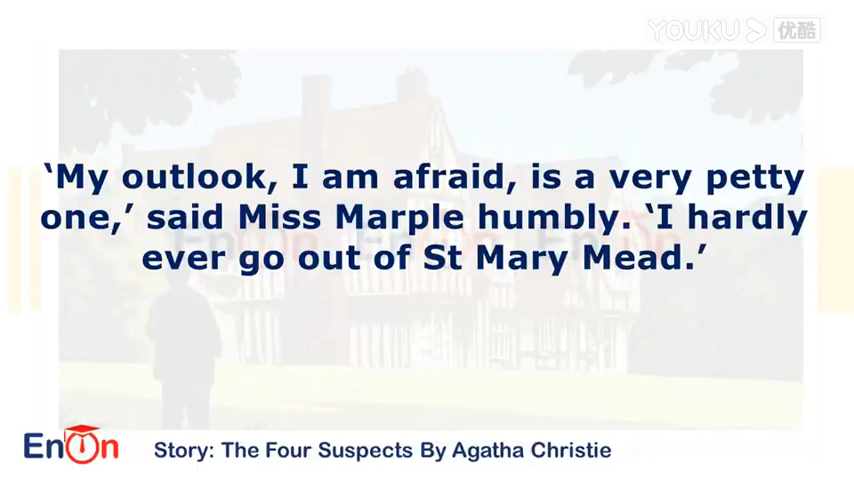 YOUKU 优酷
‘My outlook, I am afraid, is a very petty
one,’ said Miss Marple humbly. ‘I hardly
ever go out of St Mary Mead.’
EnOn
Story: The Four Suspects By Agatha Christie